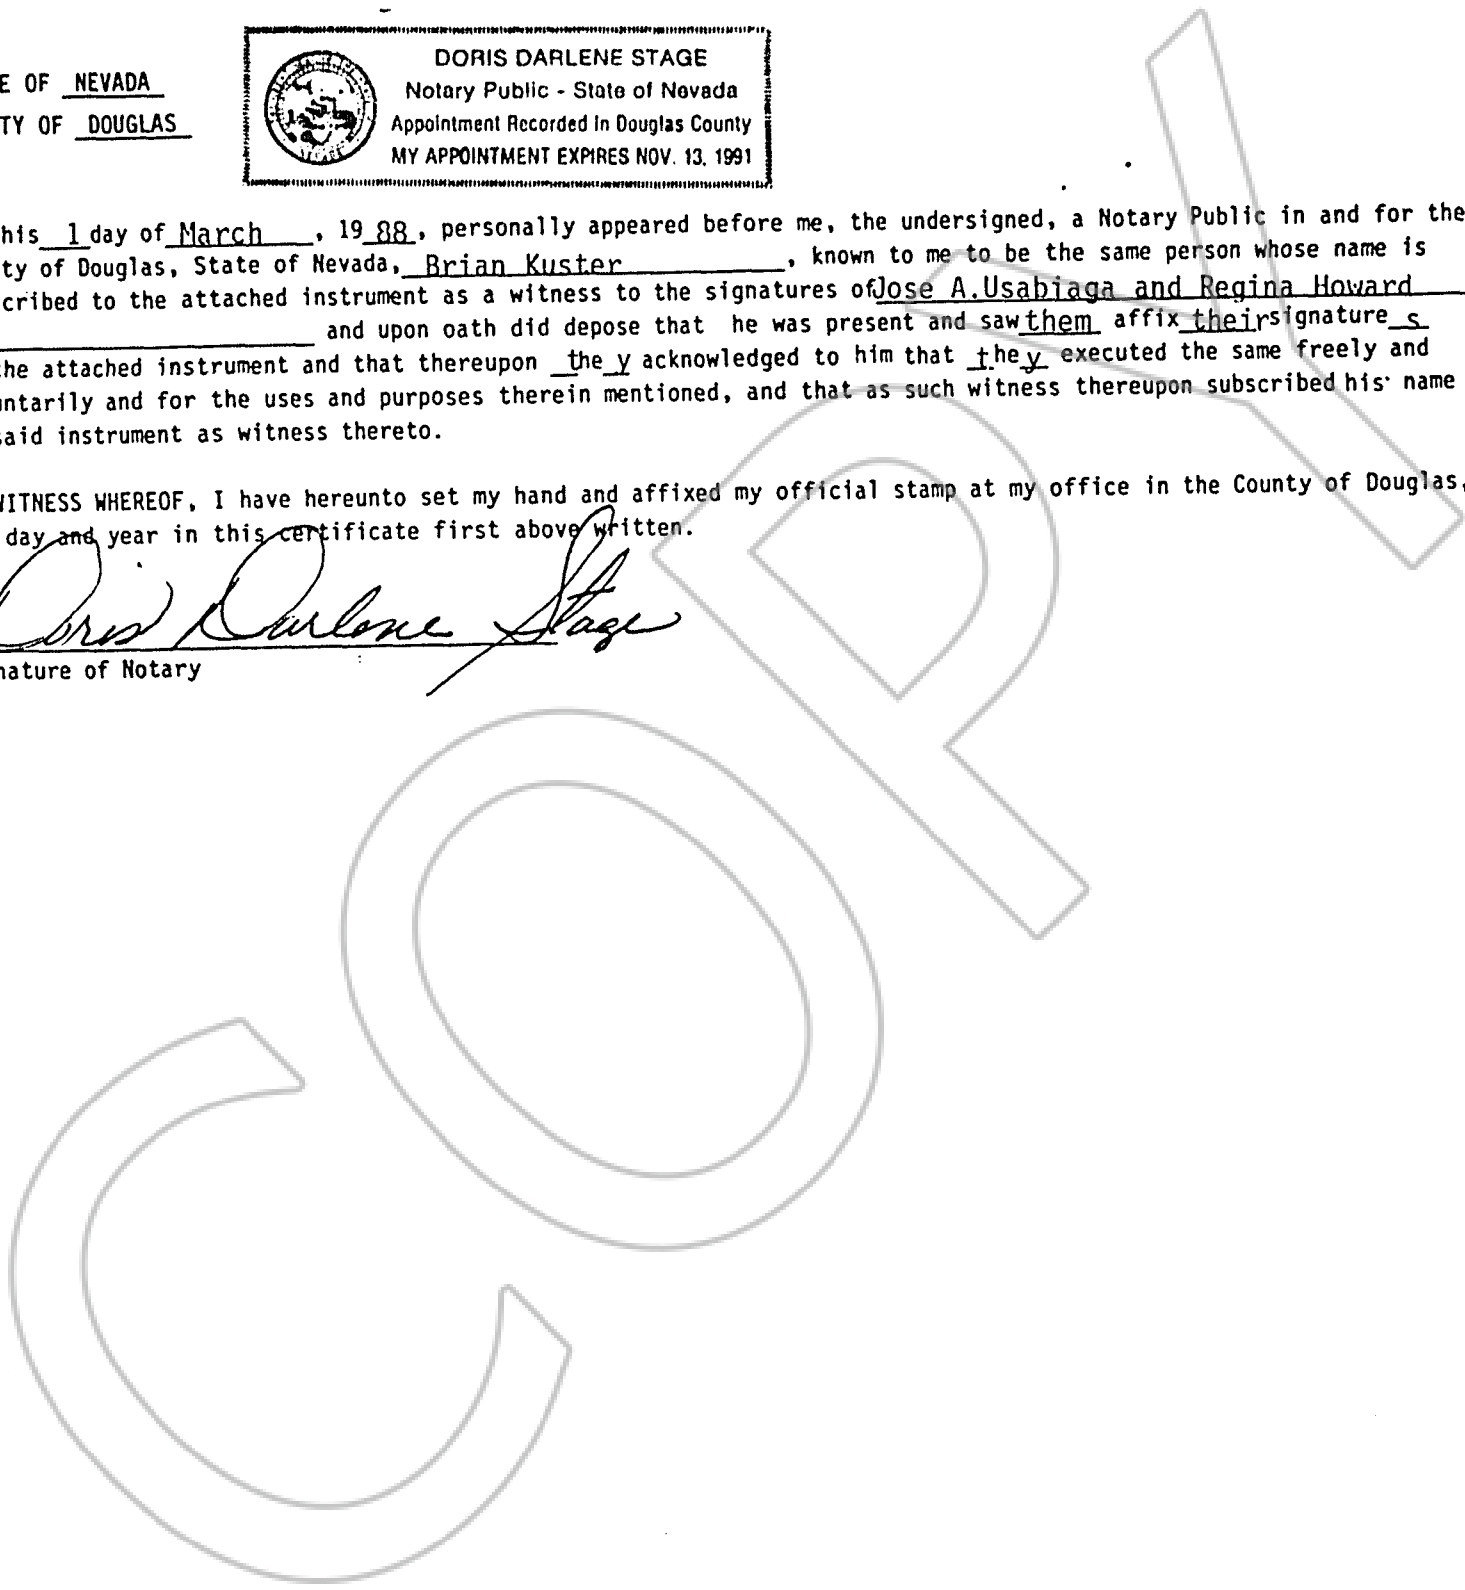 DORIS DARLENE STAGE
Notary Public - State of Nevada
Appointment Recorded in Douglas County
MY APPOINTMENT EXPIRES NOV. 13, 1991
E OF NEVADA
TY OF DOUGLAS
his 1 day of March, 19 88, personally appeared before me, the undersigned, a Notary Public in and for the
ty of Douglas, State of Nevada, Brian Kuster, known to me to be the same person whose name is
cribed to the attached instrument as a witness to the signatures of Jose A.Usabiaga and Regina Howard
and upon oath did depose that he was present and saw them affix their signature s
he attached instrument and that thereupon the y acknowledged to him that they executed the same freely and
untarily and for the uses and purposes therein mentioned, and that as such witness thereupon subscribed his name
said instrument as witness thereto.
WITNESS WHEREOF, I have hereunto set my hand and affixed my official stamp at my office in the County of Douglas,
day and year in this certificate first above written.
Doris Darlene Stage
nature of Notary
COPY